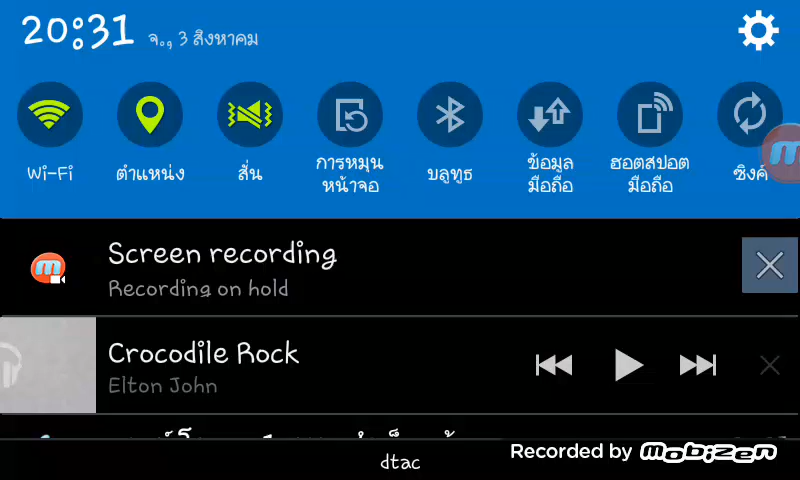 20:31 จ., 3 สิงหาคม
Wi-Fi
ตำแหน่ง
สั่น
การหมุน
หน้าจอ
บลูทูธ
ข้อมูล
มือถือ
ฮอตสปอต
มือถือ
ซิงค์
Screen recording
Recording on hold
Crocodile Rock
Elton John
Recorded by Mobizen
dtac